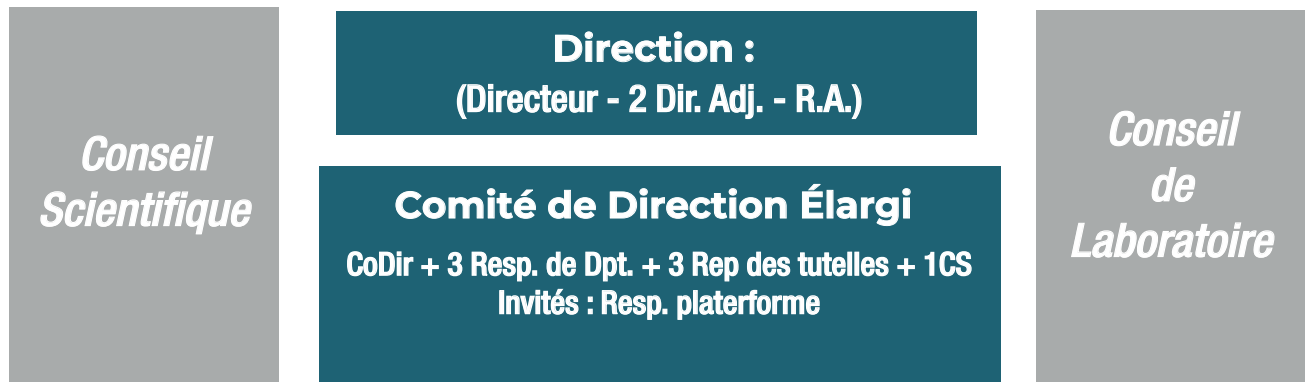 Conseil
Scientifique
Direction :
(Directeur - 2 Dir. Adj. - R.A.)
Comité de Direction Élargi
CoDir + 3 Resp. de Dpt. + 3 Rep des tutelles + 1CS
Invités : Resp. platerforme
Conseil
de
Laboratoire